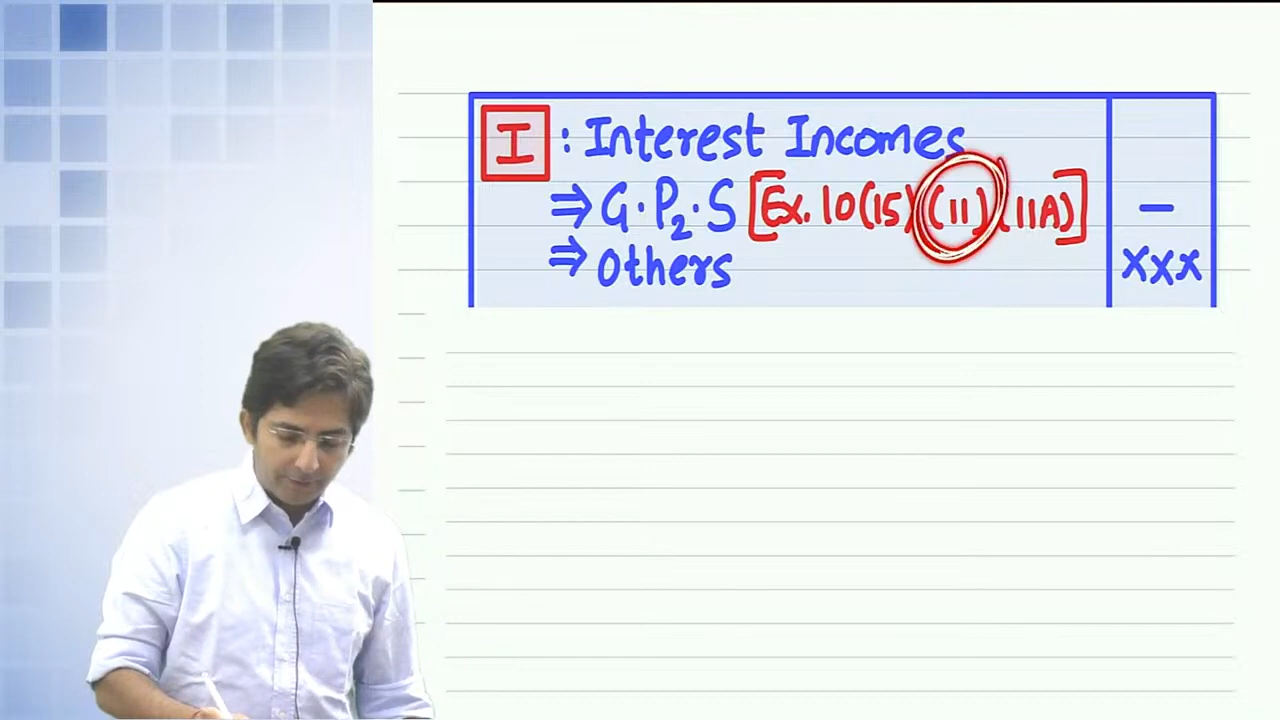 I : Interest Incomes
⇒ G.P₂.S [Ex. 10(15) (11) (11A)] –
⇒ Others xxx